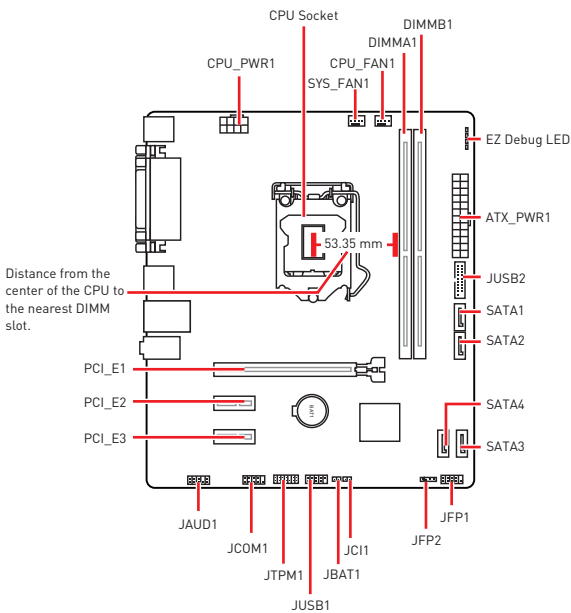 CPU Socket
DIMMB1
DIMMA1
CPU_PWR1
CPU_FAN1
SYS_FAN1
EZ Debug LED
ATX_PWR1
53.35 mm
Distance from the
center of the CPU to
the nearest DIMM
slot.
JUSB2
SATA1
SATA2
PCI_E1
PCI_E2
BAT1
SATA4
PCI_E3
SATA3
JAUD1
JFP1
JCOM1
JFP2
JCI1
JTPM1
JBAT1
JUSB1